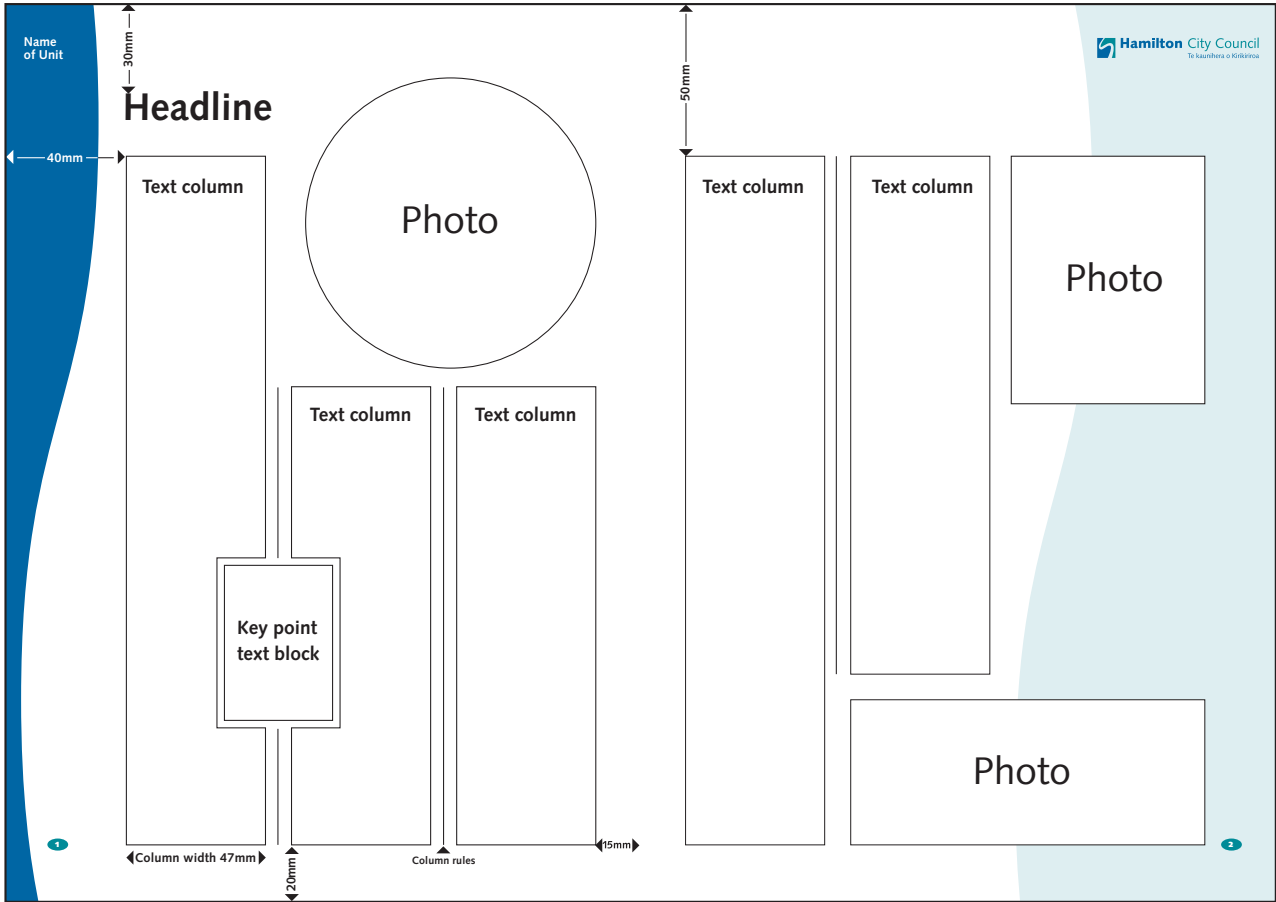 Name
of Unit
30mm
Headline
40mm
Text column
Photo
Text column
Text column
Key point
text block
1
Column width 47mm
20mm
Column rules
15mm
50mm
Hamilton City Council
Te kaunihera o Kirikiriroa
Text column
Text column
Photo
Photo
2